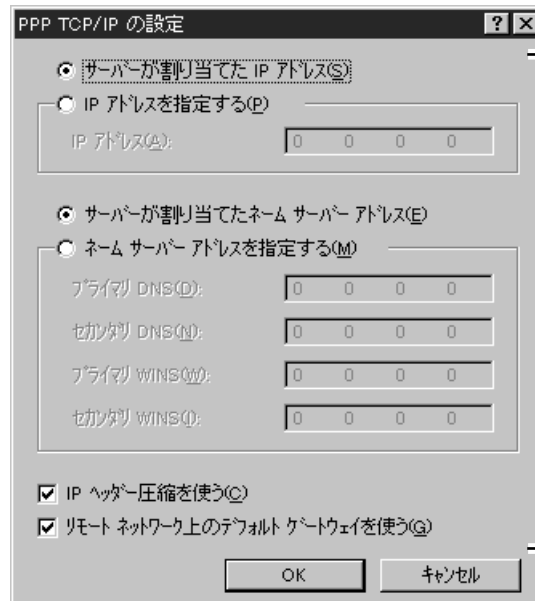 PPP TCP/IP の設定
サーバーが割り当てた IP アドレス(S)
IP アドレスを指定する(P)
IP アドレス(A): 0 0 0 0
サーバーが割り当てたネーム サーバー アドレス(E)
ネーム サーバー アドレスを指定する(M)
プライマリ DNS(D): 0 0 0 0
セカンダリ DNS(N): 0 0 0 0
プライマリ WINS(W): 0 0 0 0
セカンダリ WINS(I): 0 0 0 0
IP ヘッダー圧縮を使う(C)
リモート ネットワーク上のデフォルト ゲートウェイを使う(G)
OK キャンセル